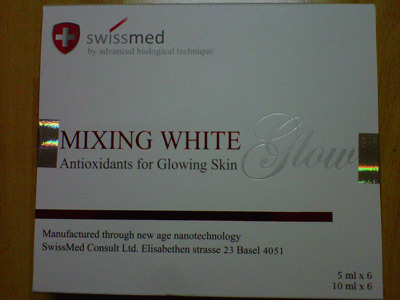 swissmed
by advanced biological technique
MIXING WHITE Glow
Antioxidants for Glowing Skin
Manufactured through new age nanotechnology
SwissMed Consult Ltd. Elisabethen strasse 23 Basel 4051
5 ml x 6
10 ml x 6